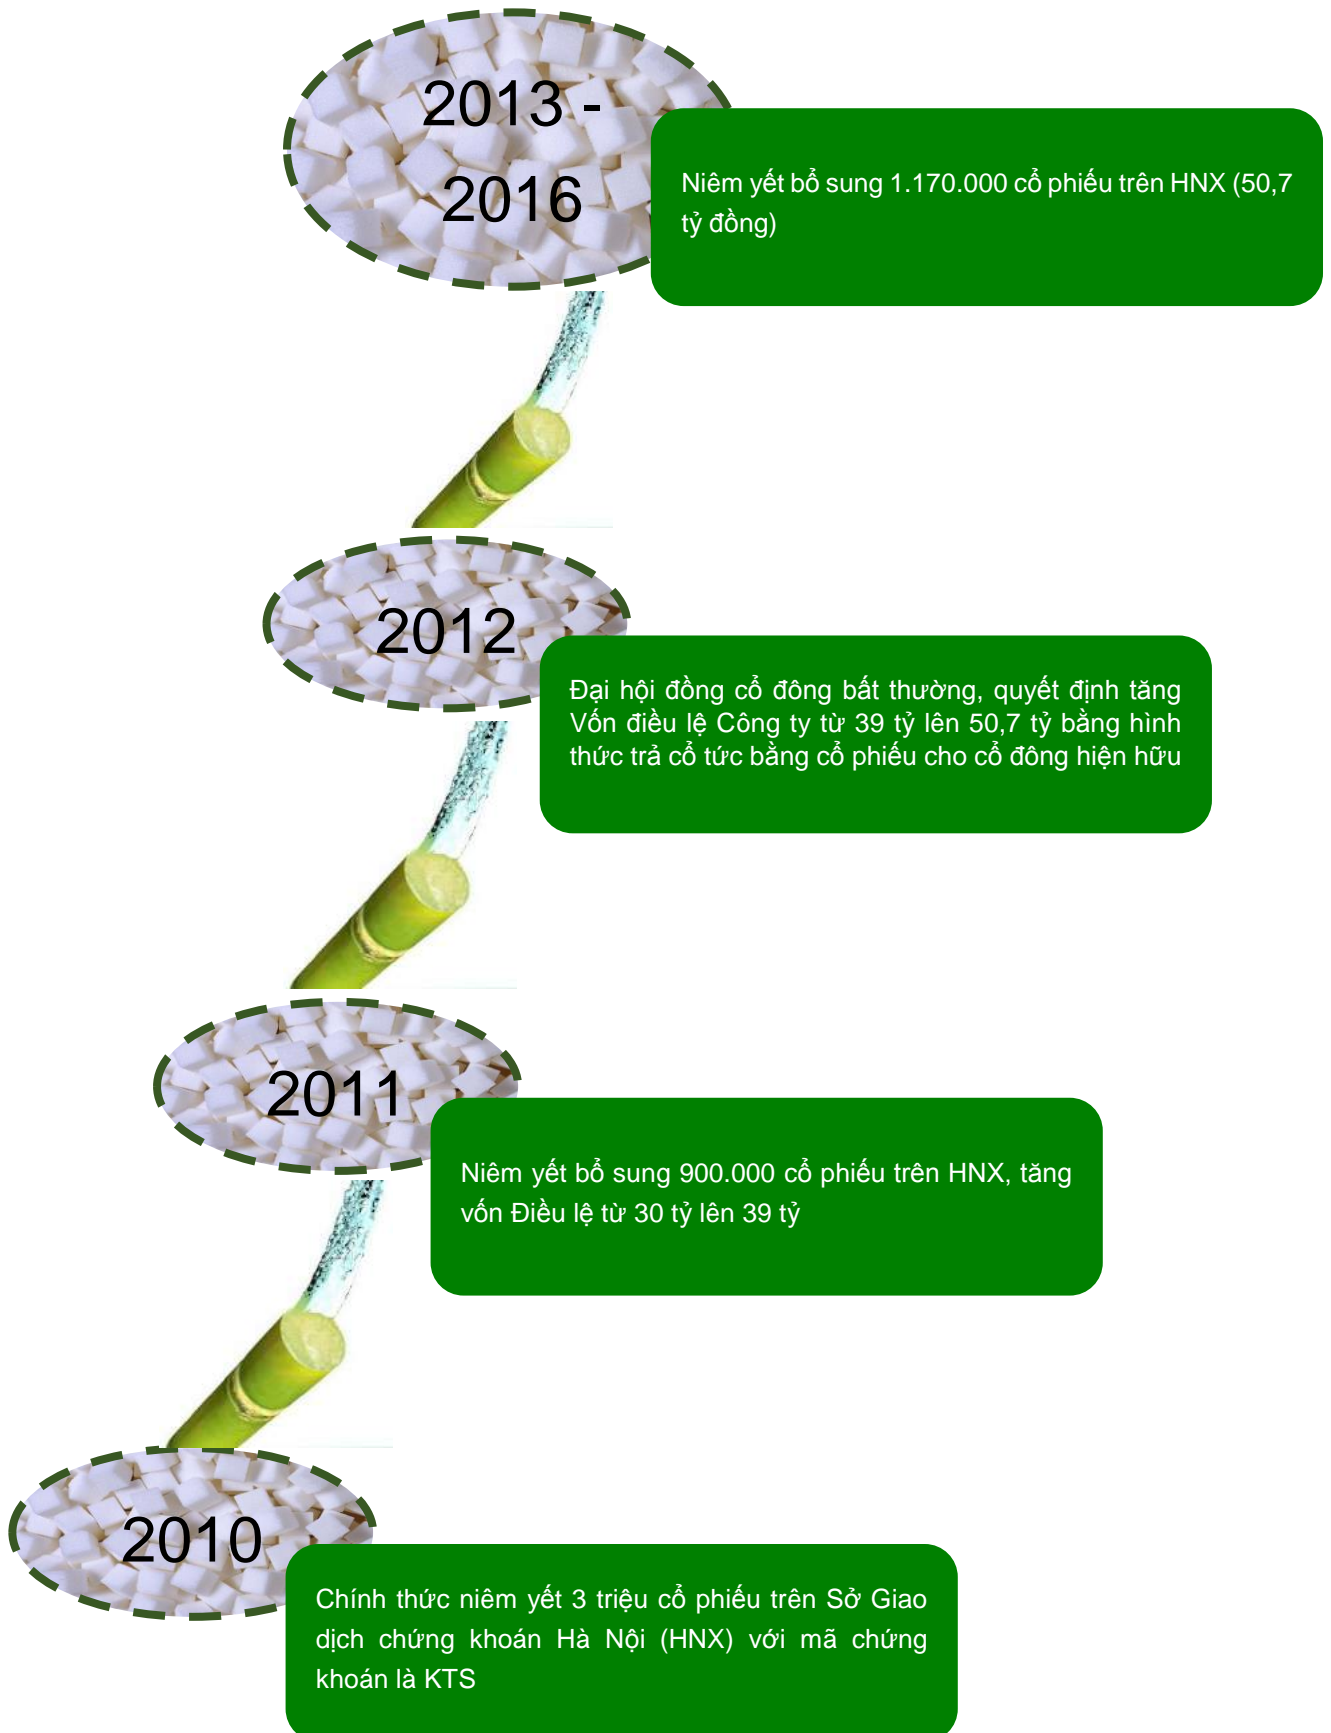 2013 -
2016
Niêm yết bổ sung 1.170.000 cổ phiếu trên HNX (50,7
tỷ đồng)
2012
Đại hội đồng cổ đông bất thường, quyết định tăng
Vốn điều lệ Công ty từ 39 tỷ lên 50,7 tỷ bằng hình
thức trả cổ tức bằng cổ phiếu cho cổ đông hiện hữu
2011
Niêm yết bổ sung 900.000 cổ phiếu trên HNX, tăng
vốn Điều lệ từ 30 tỷ lên 39 tỷ
2010
Chính thức niêm yết 3 triệu cổ phiếu trên Sở Giao
dịch chứng khoán Hà Nội (HNX) với mã chứng
khoán là KTS